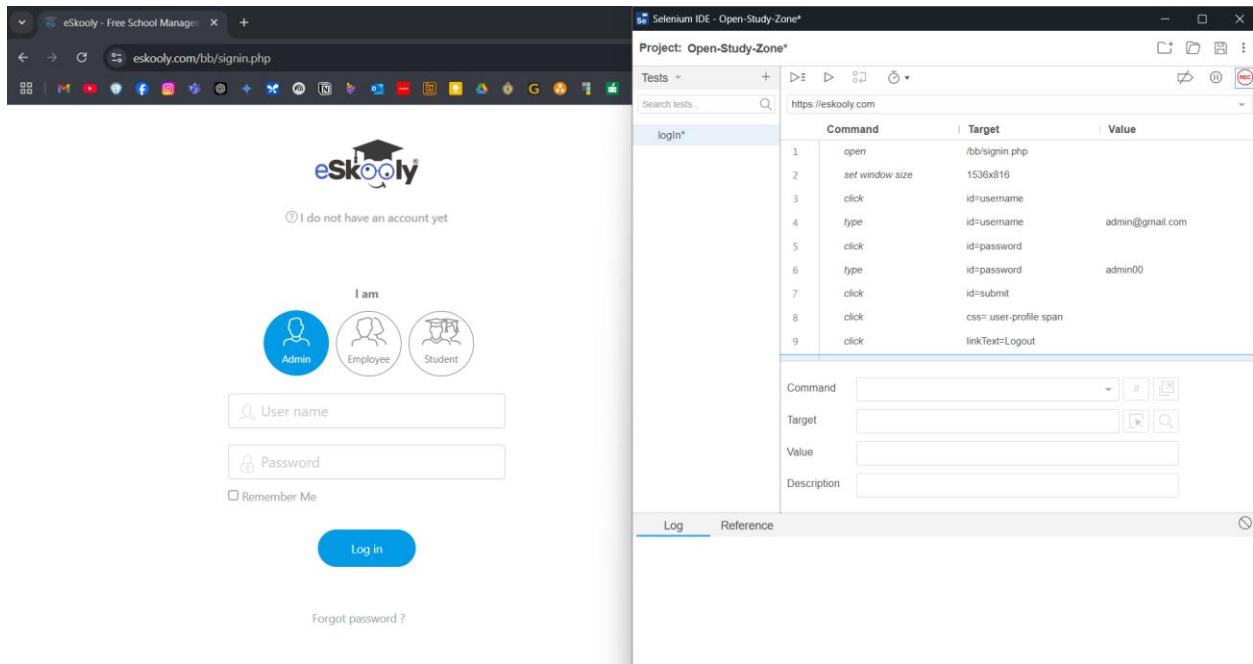 eSkooly - Free School Manage
eskooly.com/bb/signin.php
eSkooly
I do not have an account yet
I am
Admin
Employee
Student
User name
Password
Remember Me
Log in
Forgot password ?
Selenium IDE - Open-Study-Zone*
Project: Open-Study-Zone*
Tests
REC
Search tests...
https://eskooly.com
logIn*
Command Target Value
1 open /bb/signin.php
2 set window size 1536x816
3 click id=username
4 type id=username admin@gmail.com
5 click id=password
6 type id=password admin00
7 click id=submit
8 click css=.user-profile span
9 click linkText=Logout
Command
//
Target
Value
Description
Log Reference